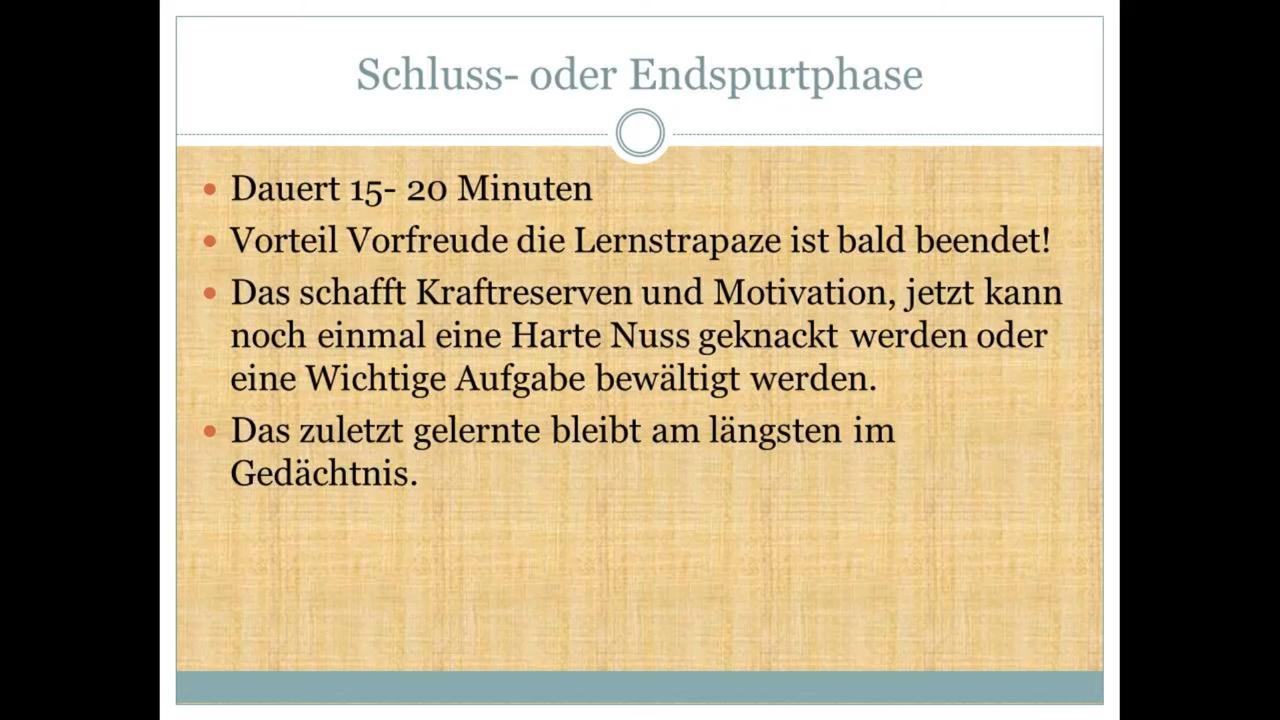 Schluss- oder Endspurtphase
Dauert 15- 20 Minuten
Vorteil Vorfreude die Lernstrapaze ist bald beendet!
Das schafft Kraftreserven und Motivation, jetzt kann
noch einmal eine Harte Nuss geknackt werden oder
eine Wichtige Aufgabe bewältigt werden.
Das zuletzt gelernte bleibt am längsten im
Gedächtnis.